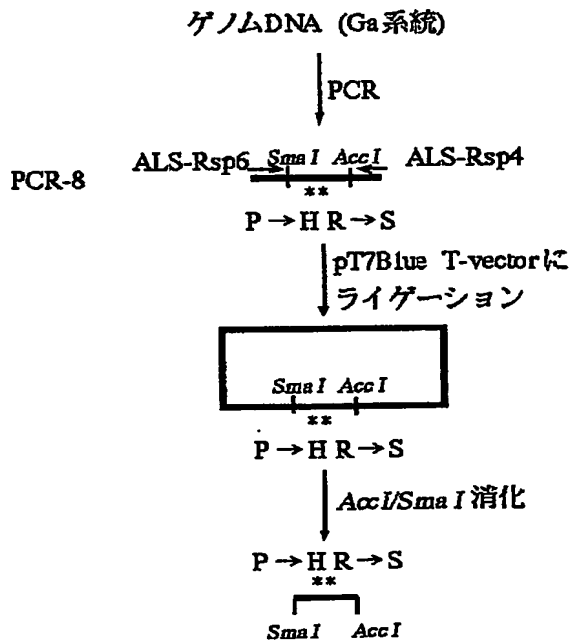 ゲノムDNA (Ga系統)
PCR
ALS-Rsp6 Sma I Acc I ALS-Rsp4
PCR-8
**
P→H R→S
pT7Blue T-vectorに
ライゲーション
Sma I Acc I
**
P→H R→S
AccI/Sma I 消化
P→H R→S
**
Sma I Acc I